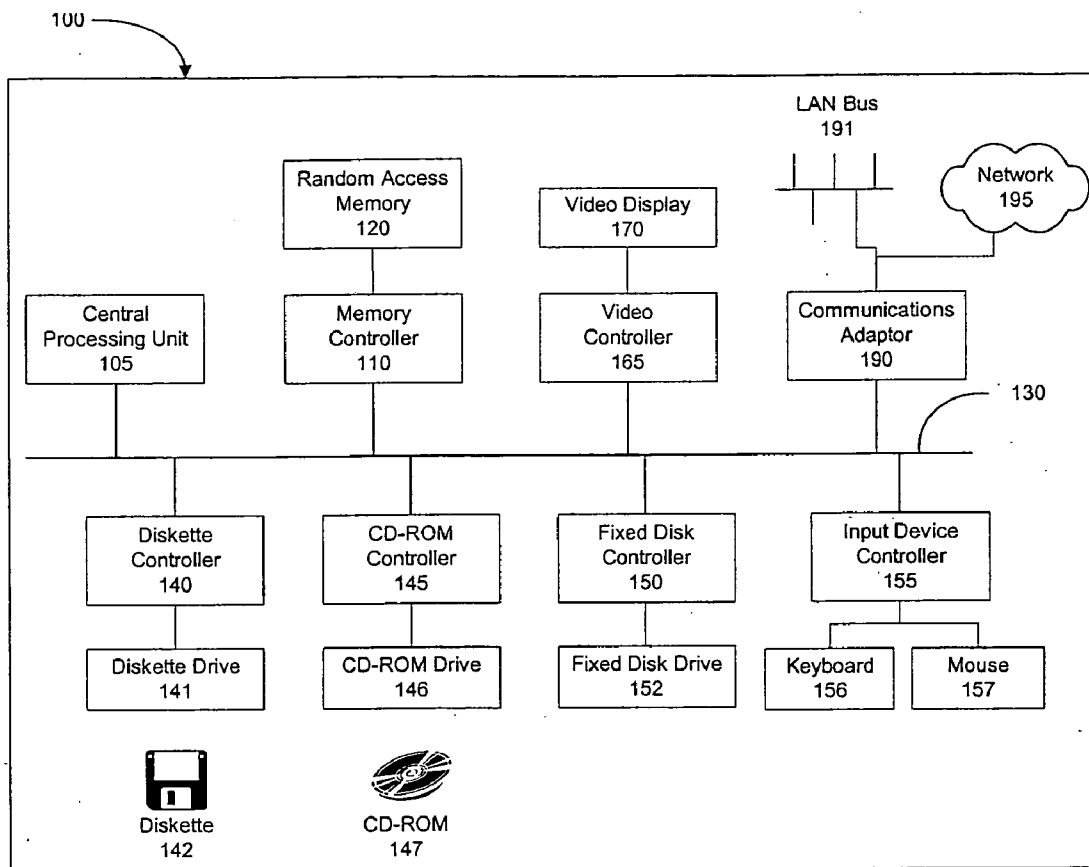 100
LAN Bus
191
Network
195
Random Access
Memory
120
Video Display
170
Central
Processing Unit
105
Memory
Controller
110
Video
Controller
165
Communications
Adaptor
190
130
Diskette
Controller
140
CD-ROM
Controller
145
Fixed Disk
Controller
150
Input Device
Controller
155
Diskette Drive
141
CD-ROM Drive
146
Fixed Disk Drive
152
Keyboard
156
Mouse
157
Diskette
142
CD-ROM
147